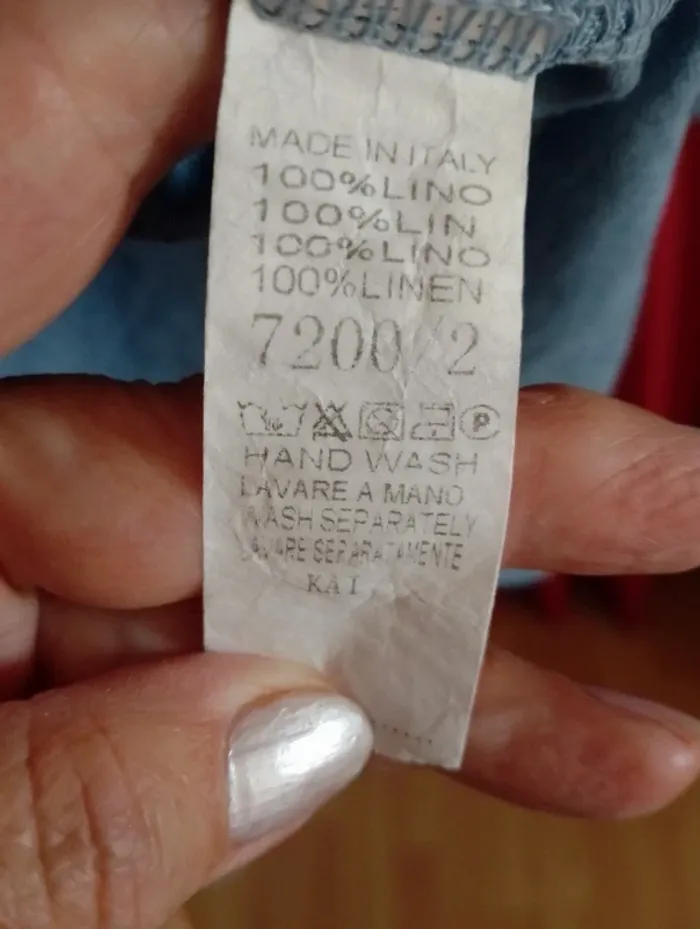 MADE IN ITALY
100%LINO
100%LIN
100%LINO
100%LINEN
7200/2
P
HAND WASH
LAVARE A MANO
WASH SEPARATELY
LAVARE SEPARATAMENTE
KAI